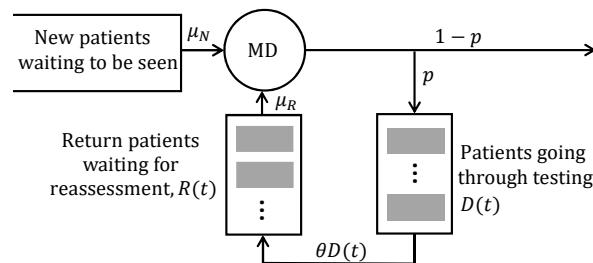 New patients
waiting to be seen
μ_N
MD
1 − p
p
μ_R
Return patients
waiting for
reassessment, R(t)
Patients going
through testing
D(t)
θD(t)